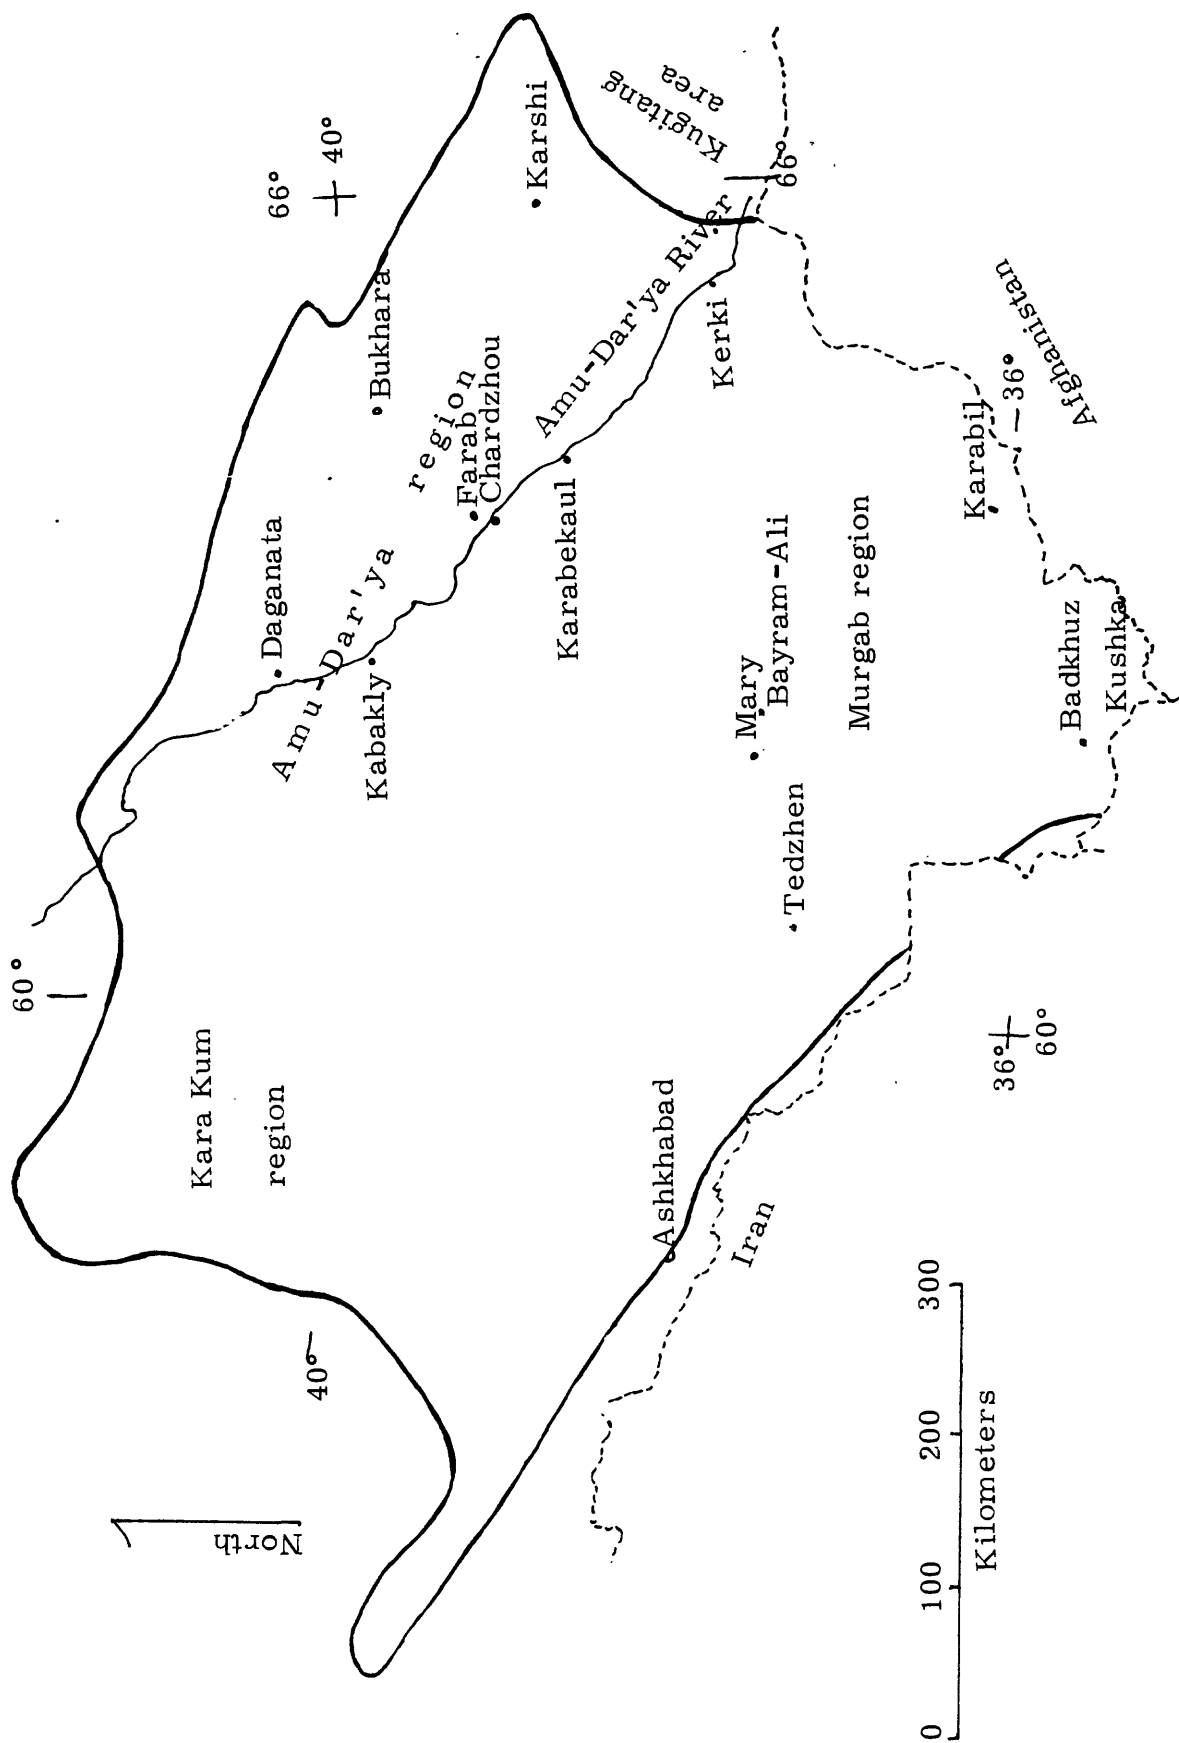 60°
66°
40°
Kara Kum
region
Daganata
Amu-Dar'ya
region
Kabakly
Bukhara
Farab
Chardzhou
Karshi
Karabekaul
Amu-Dar'ya River
Kugitang
area
Kerki
66°
40°
North
Ashkhabad
Iran
Tedzhen
Mary
Bayram-Ali
Murgab region
Karabil
36°
Afghanistan
Badkhuz
Kushka
36°
60°
0 100 200 300
Kilometers